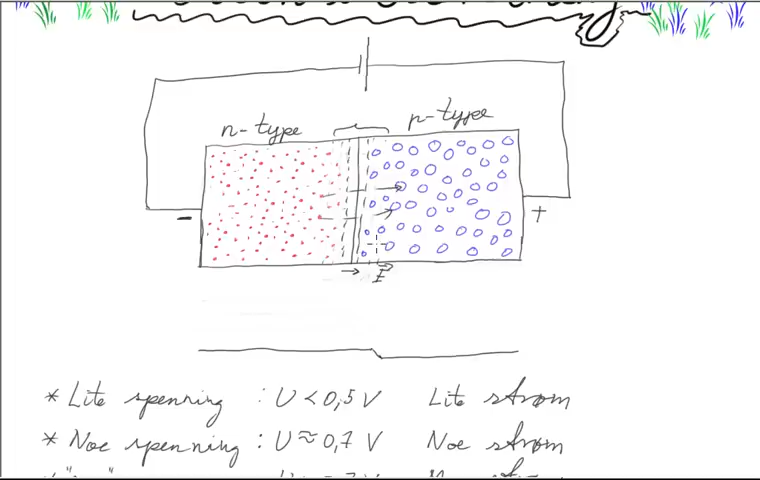 n-type p-type
- +
E
* Lite spenning : U < 0,5 V Lite strøm
* Noe spenning : U ≈ 0,7 V Noe strøm